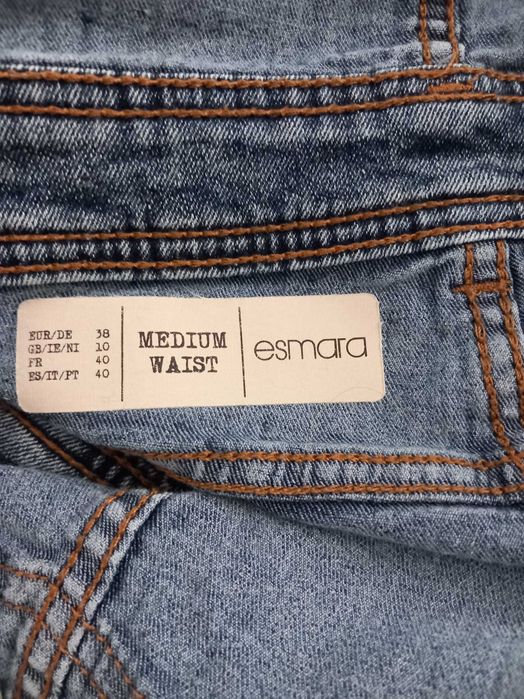 EUR/DE 38
GB/IE/NI 10
FR 40
ES/IT/PT 40
MEDIUM
WAIST
esmara